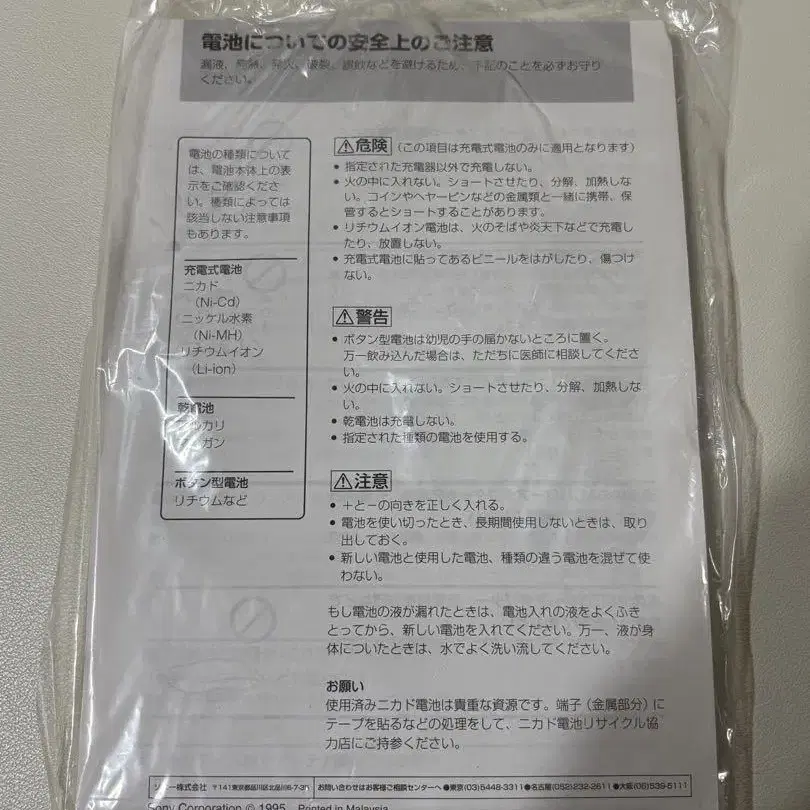 電池についての安全上のご注意
漏液、発熱、発火、破裂、誤飲などを避けるため、下記のことを必ずお守り
ください。
電池の種類について
は、電池本体上の表
示をご確認くださ
い。種類によっては
該当しない注意事項
もあります。
充電式電池
ニカド
(Ni-Cd)
ニッケル水素
(Ni-MH)
リチウムイオン
(Li-ion)
乾電池
アルカリ
マンガン
ボタン型電池
リチウムなど
⚠危険 (この項目は充電式電池のみに適用となります)
• 指定された充電器以外で充電しない。
• 火の中に入れない。ショートさせたり、分解、加熱しな
い。コインやヘヤーピンなどの金属類と一緒に携帯、保
管するとショートすることがあります。
• リチウムイオン電池は、火のそばや炎天下などで充電し
たり、放置しない。
• 充電式電池に貼ってあるビニールをはがしたり、傷つけ
ない。
⚠警告
• ボタン型電池は幼児の手の届かないところに置く。
万一飲み込んだ場合は、ただちに医師に相談してくださ
い。
• 火の中に入れない。ショートさせたり、分解、加熱しな
い。
• 乾電池は充電しない。
• 指定された種類の電池を使用する。
⚠注意
• +と−の向きを正しく入れる。
• 電池を使い切ったとき、長期間使用しないときは、取り
出しておく。
• 新しい電池と使用した電池、種類の違う電池を混ぜて使
わない。
もし電池の液が漏れたときは、電池入れの液をよくふき
とってから、新しい電池を入れてください。万一、液が身
体についたときは、水でよく洗い流してください。
お願い
使用済みニカド電池は貴重な資源です。端子(金属部分)に
テープを貼るなどの処理をして、ニカド電池リサイクル協
力店にご持参ください。
ソニー株式会社 〒141東京都品川区北品川6-7-35 お問い合わせはお客様ご相談センターへ●東京(03)5448-3311●名古屋(052)232-2611●大阪(06)539-5111
Sony Corporation © 1995 Printed in Malaysia